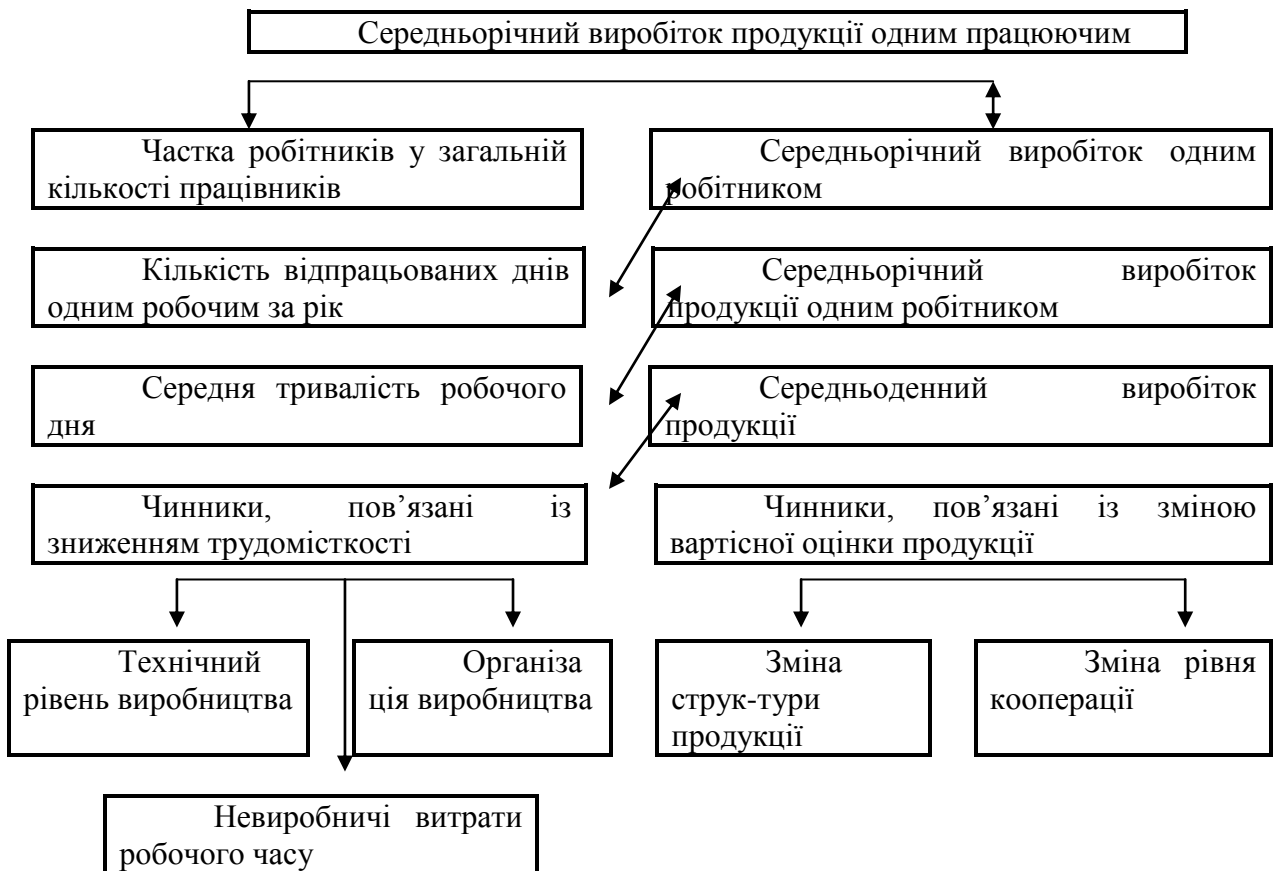 Середньорічний виробіток продукції одним працюючим
Частка робітників у загальній
кількості працівників
Середньорічний виробіток одним
робітником
Кількість відпрацьованих днів
одним робочим за рік
Середньорічний виробіток
продукції одним робітником
Середня тривалість робочого
дня
Середньоденний виробіток
продукції
Чинники, пов’язані із
зниженням трудомісткості
Чинники, пов’язані із зміною
вартісної оцінки продукції
Технічний
рівень виробництва
Організа
ція виробництва
Зміна
струк-тури
продукції
Зміна рівня
кооперації
Невиробничі витрати
робочого часу